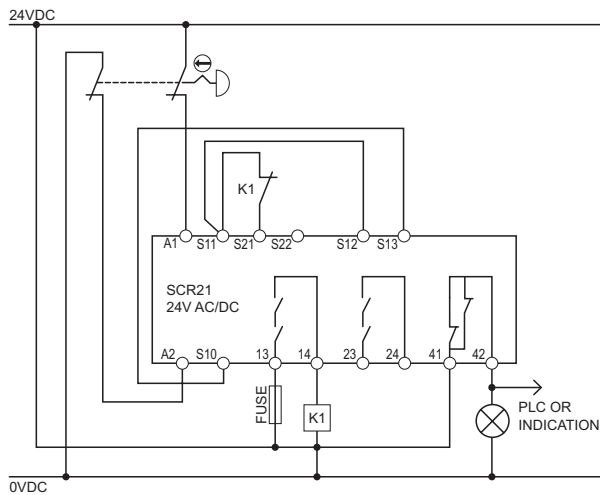 24VDC
K1
A1
S11
S21
S22
S12
S13
SCR21
24V AC/DC
A2
S10
13
14
23
24
41
42
FUSE
K1
PLC OR
INDICATION
0VDC